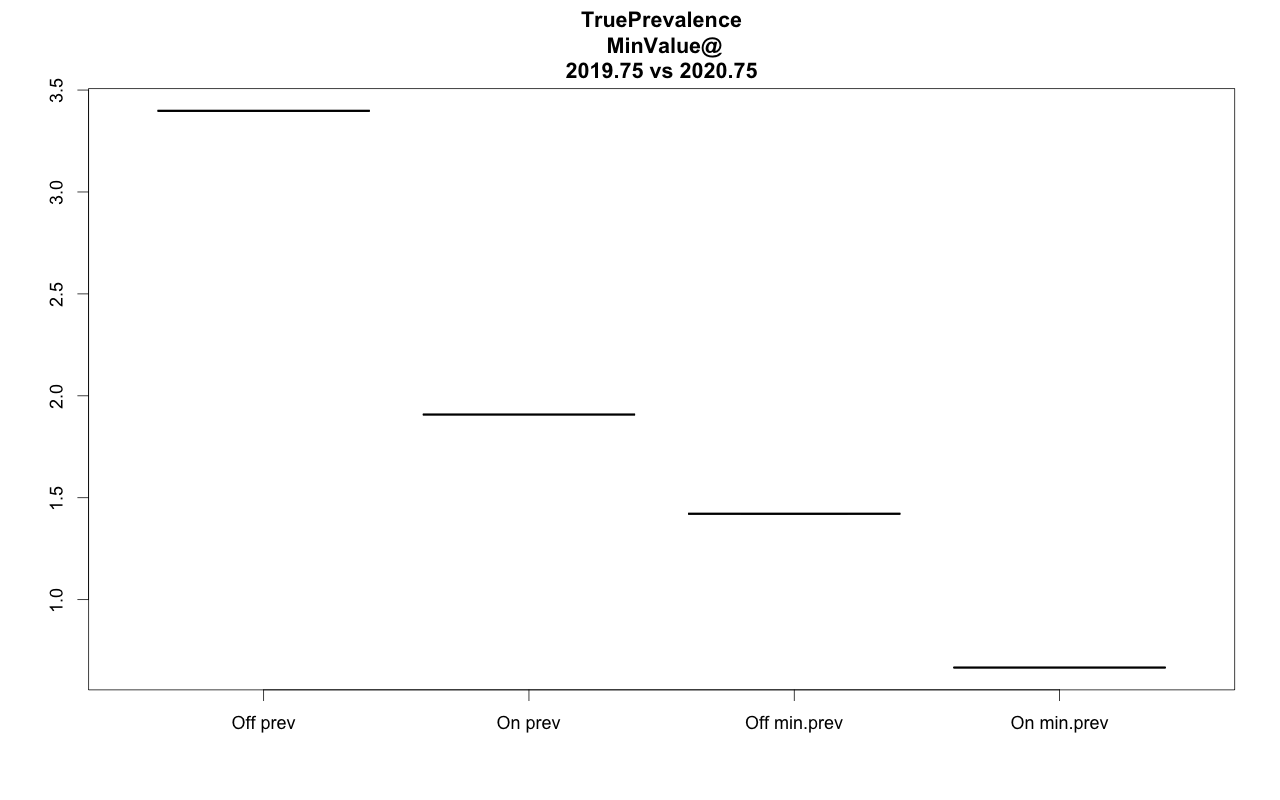 TruePrevalence
MinValue@
2019.75 vs 2020.75
3.5
3.0
2.5
2.0
1.5
1.0
Off prev
On prev
Off min.prev
On min.prev